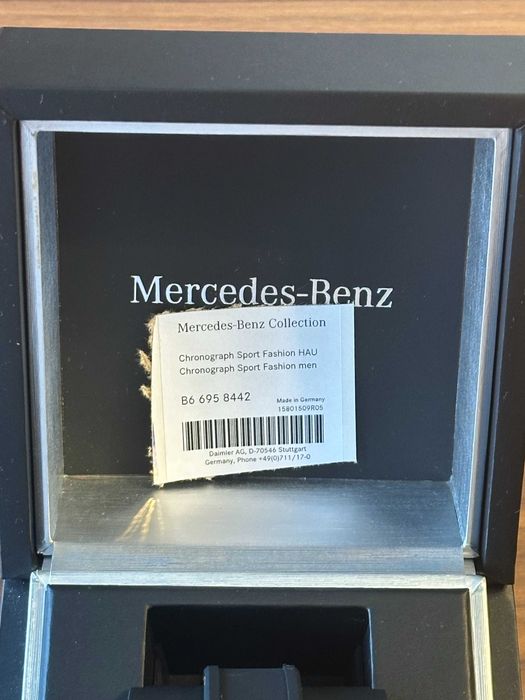 Mercedes-Benz
Mercedes-Benz Collection
Chronograph Sport Fashion HAU
Chronograph Sport Fashion men
B6 695 8442
Made in Germany
15801509R05
Daimler AG, D-70546 Stuttgart
Germany, Phone +49(0)711/17-0